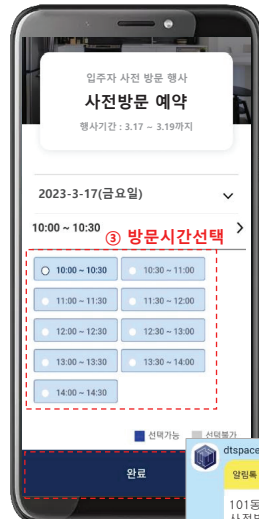 입주자 사전 방문 행사
사전방문 예약
행사기간 : 3.17 ~ 3.19까지
2023-3-17(금요일)
10:00 ~ 10:30
③ 방문시간선택
10:00 ~ 10:30
10:30 ~ 11:00
11:00 ~ 11:30
11:30 ~ 12:00
12:00 ~ 12:30
12:30 ~ 13:00
13:00 ~ 13:30
13:30 ~ 14:00
14:00 ~ 14:30
선택가능
선택불가
완료
dtspace
알림톡
101동